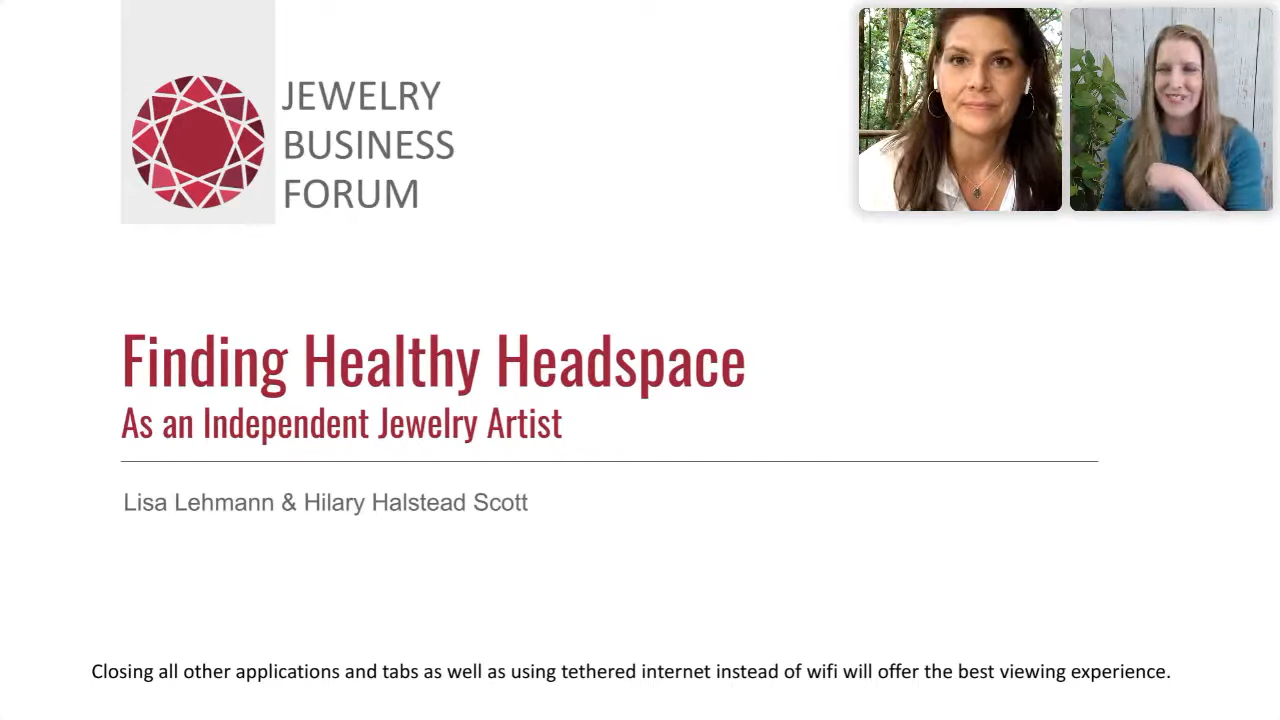 JEWELRY
BUSINESS
FORUM
Finding Healthy Headspace
As an Independent Jewelry Artist
Lisa Lehmann & Hilary Halstead Scott
Closing all other applications and tabs as well as using tethered internet instead of wifi will offer the best viewing experience.